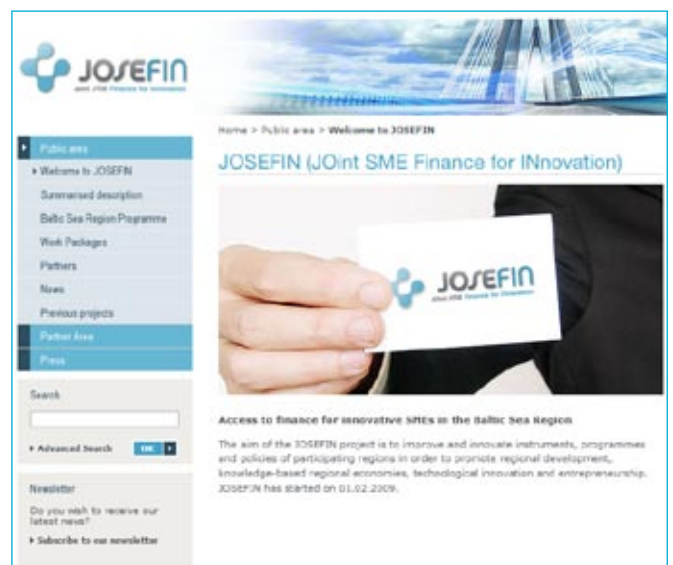 JOSEFIN
Joint SME Finance for Innovation
Home > Public area > Welcome to JOSEFIN
Public area
Welcome to JOSEFIN
Summarised description
Baltic Sea Region Programme
Work Packages
Partners
News
Previous projects
Partner Area
Press
Search
Advanced Search
OK
Newsletter
Do you wish to receive our
latest news?
Subscribe to our newsletter
JOSEFIN (JOint SME Finance for INnovation)
JOSEFIN
Joint SME Finance for INnovation
Access to finance for innovative SMEs in the Baltic Sea Region
The aim of the JOSEFIN project is to improve and innovate instruments, programmes
and policies of participating regions in order to promote regional development,
knowledge-based regional economies, technological innovation and entrepreneurship.
JOSEFIN has started on 01.02.2009.